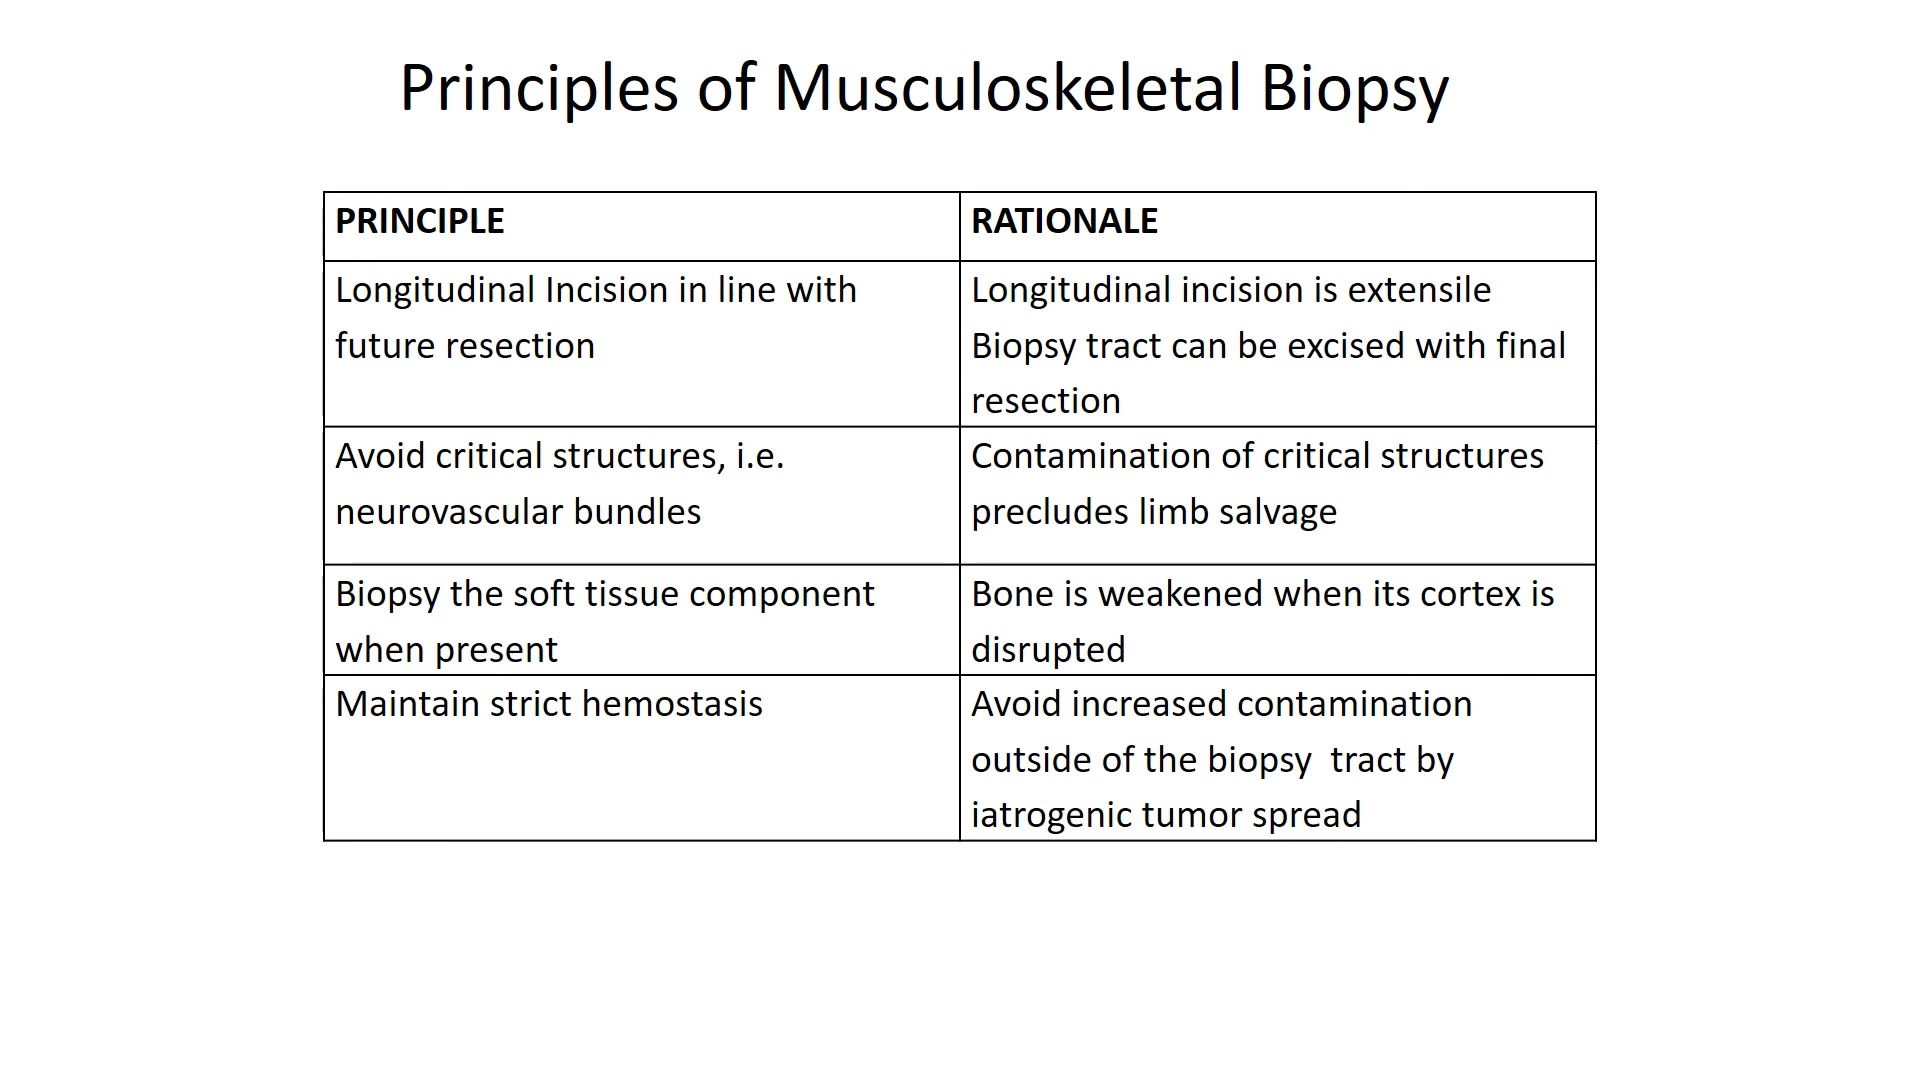 Principles of Musculoskeletal Biopsy
PRINCIPLE
RATIONALE
Longitudinal Incision in line with
future resection
Longitudinal incision is extensile
Biopsy tract can be excised with final
resection
Avoid critical structures, i.e.
neurovascular bundles
Contamination of critical structures
precludes limb salvage
Biopsy the soft tissue component
when present
Bone is weakened when its cortex is
disrupted
Maintain strict hemostasis
Avoid increased contamination
outside of the biopsy  tract by
iatrogenic tumor spread